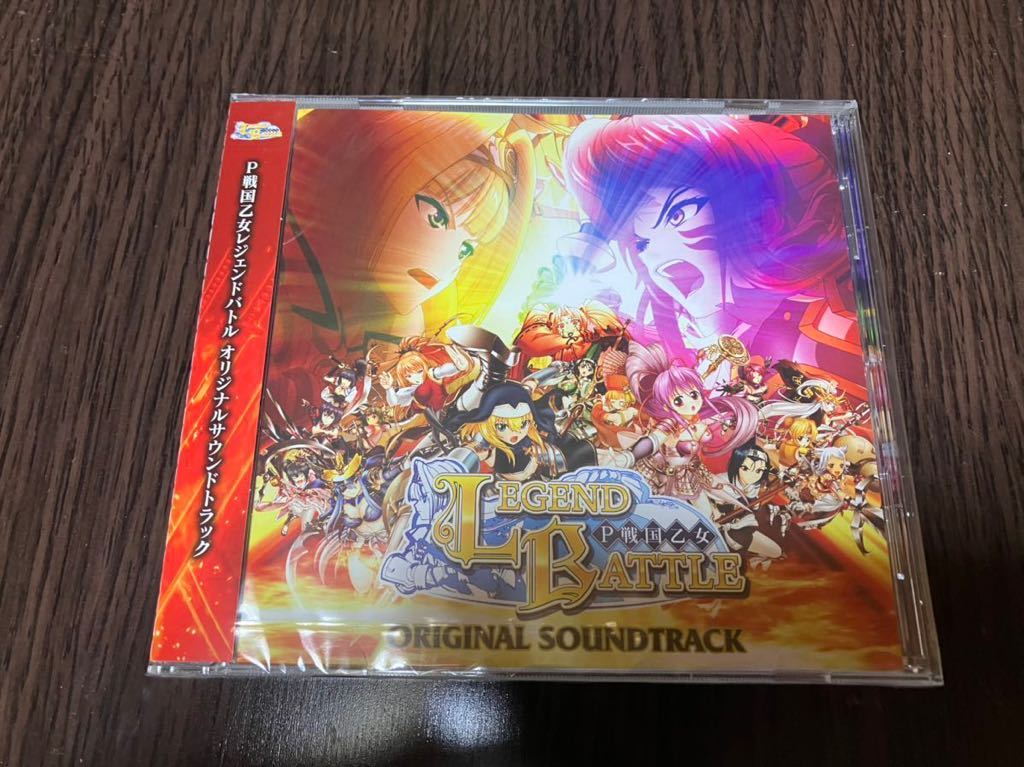 P戦国乙女レジェンドバトル オリジナルサウンドトラック
LEGEND
P戦国乙女
BATTLE
ORIGINAL SOUNDTRACK